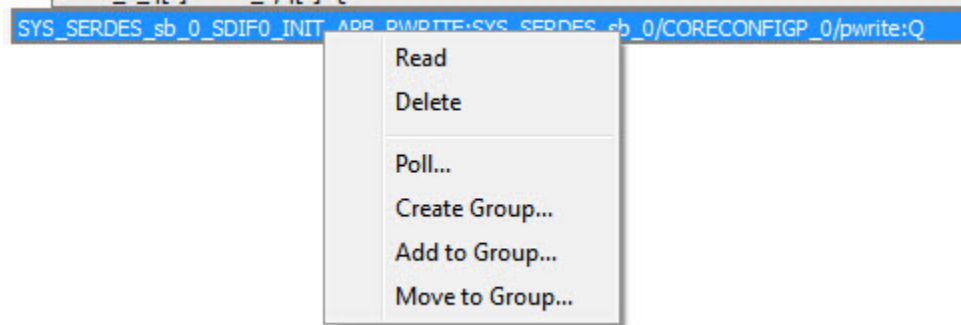 SYS_SERDES_sb_0_SDIF0_INIT_APB_PWRITE:SYS_SERDES_sb_0/CORECONFIGP_0/pwrite:Q
Read
Delete
Poll...
Create Group...
Add to Group...
Move to Group...